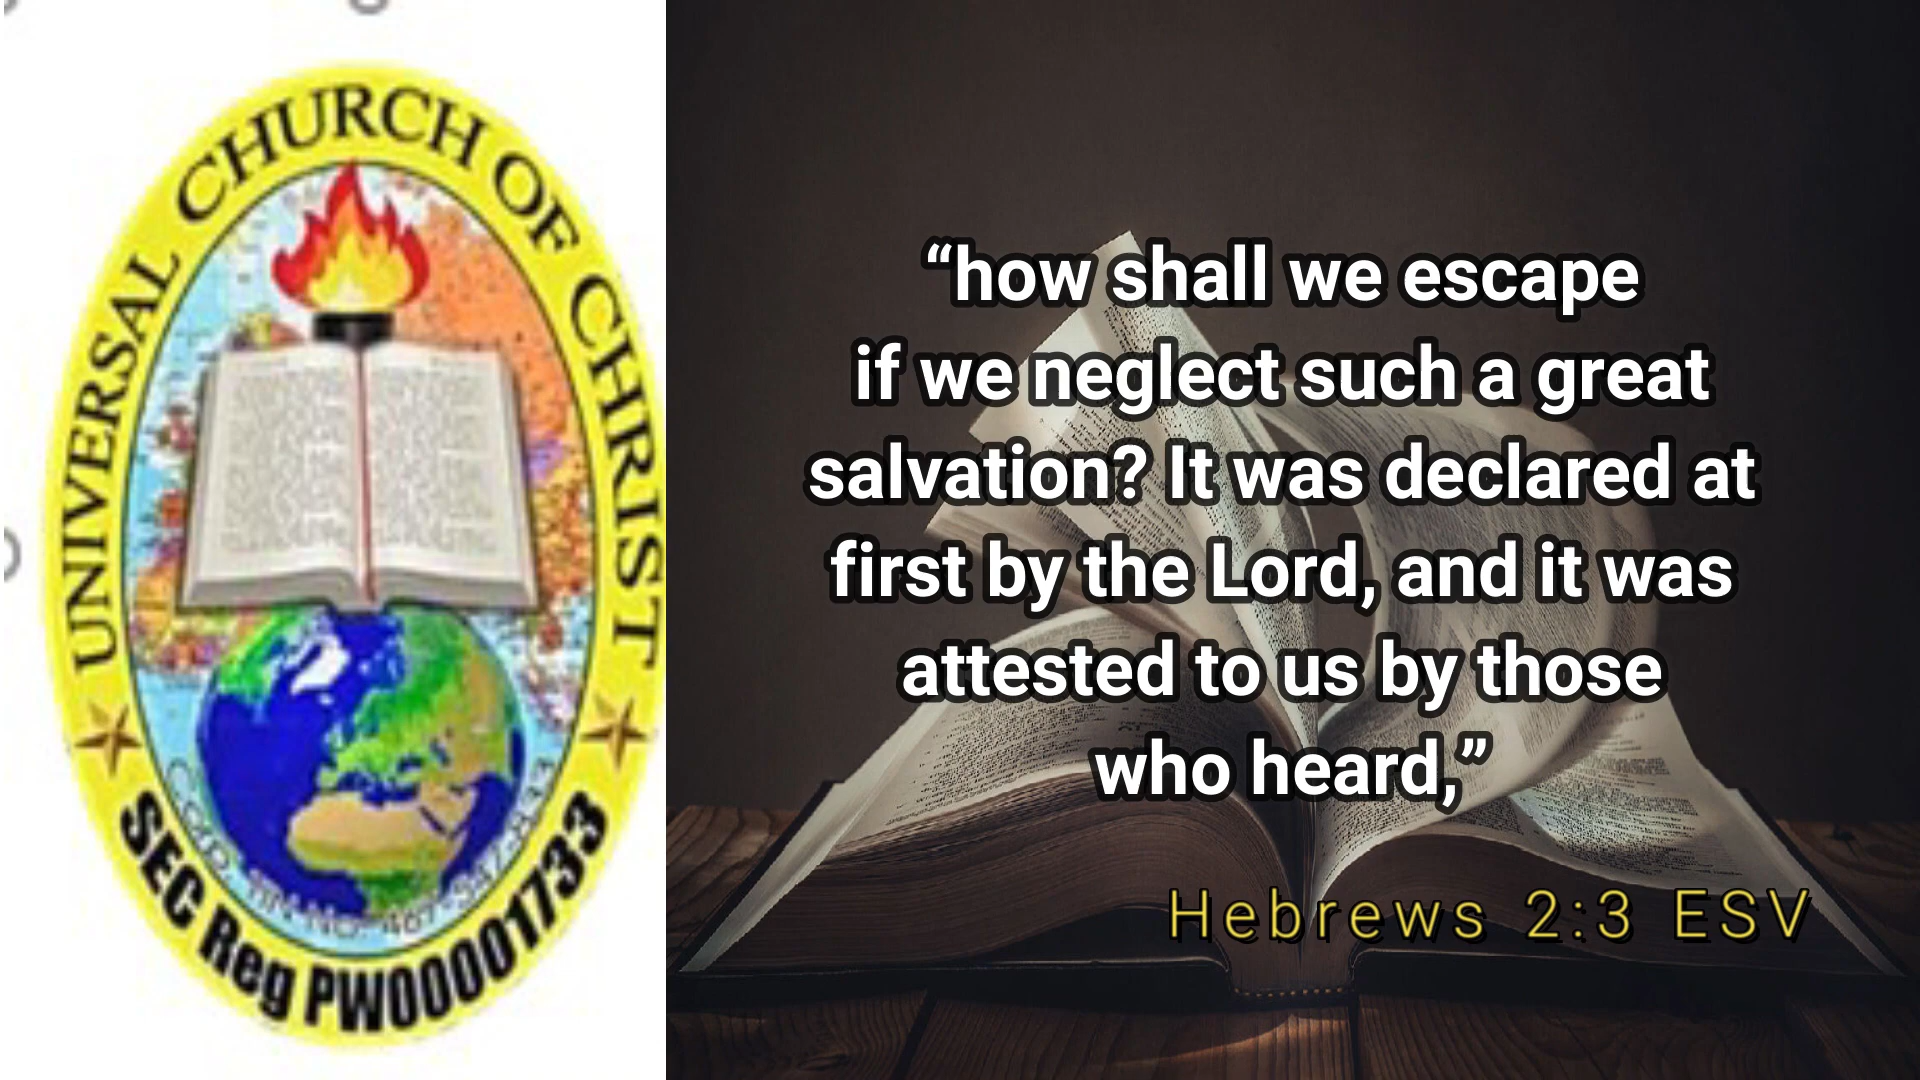 UNIVERSAL CHURCH OF CHRIST
SEC Reg PW00001733
“how shall we escape
if we neglect such a great
salvation? It was declared at
first by the Lord, and it was
attested to us by those
who heard,”
Hebrews 2:3 ESV